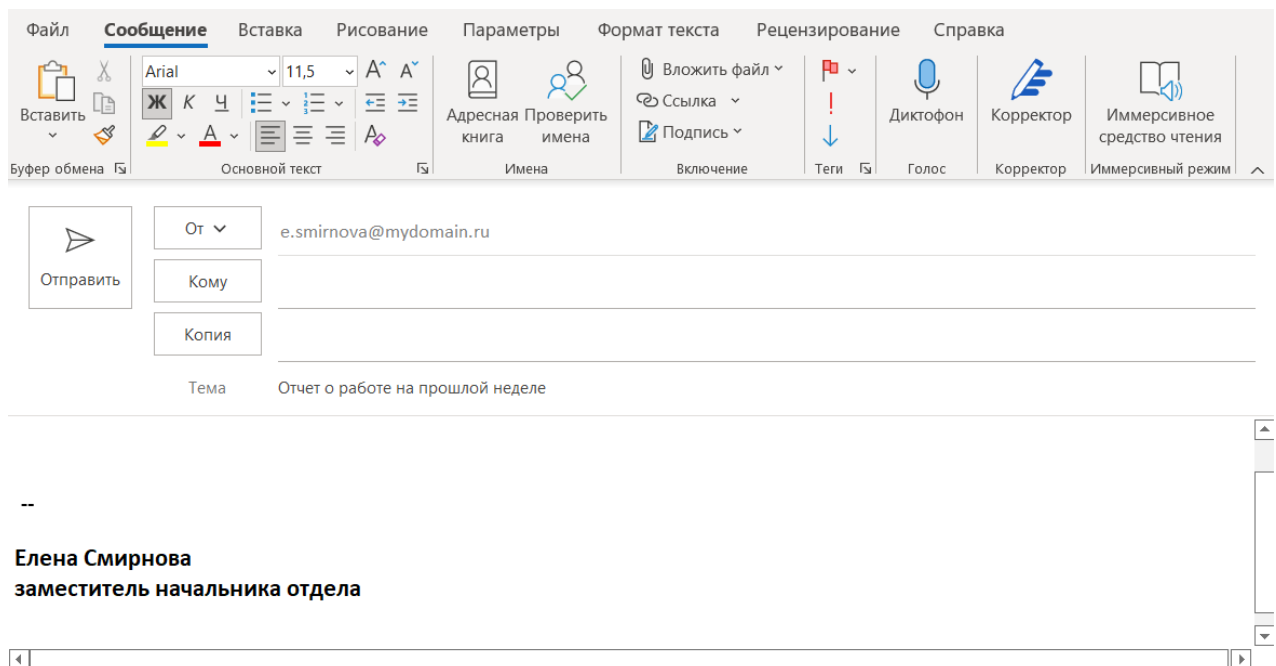 Файл Сообщение Вставка Рисование Параметры Формат текста Рецензирование Справка
Вставить
Буфер обмена
Arial 11,5 A A
Ж К Ч
А А
Основной текст
Адресная книга
Проверить имена
Имена
Вложить файл
Ссылка
Подпись
Включение
Теги
Диктофон
Голос
Корректор
Корректор
Иммерсивное
средство чтения
Иммерсивный режим
Отправить
От e.smirnova@mydomain.ru
Кому
Копия
Тема Отчет о работе на прошлой неделе
--
Елена Смирнова
заместитель начальника отдела